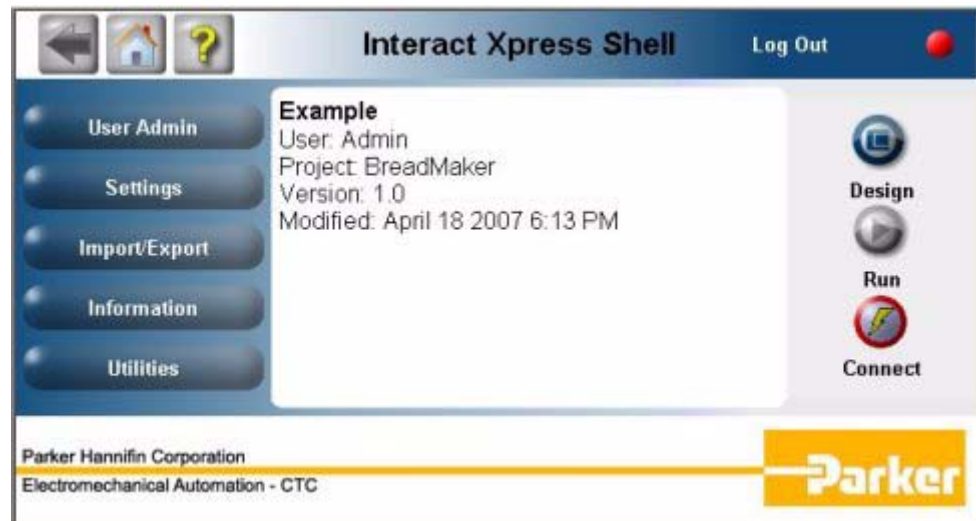 Interact Xpress Shell
Log Out
User Admin
Settings
Import/Export
Information
Utilities
Example
User: Admin
Project: BreadMaker
Version: 1.0
Modified: April 18 2007 6:13 PM
Design
Run
Connect
Parker Hannifin Corporation
Electromechanical Automation - CTC
Parker